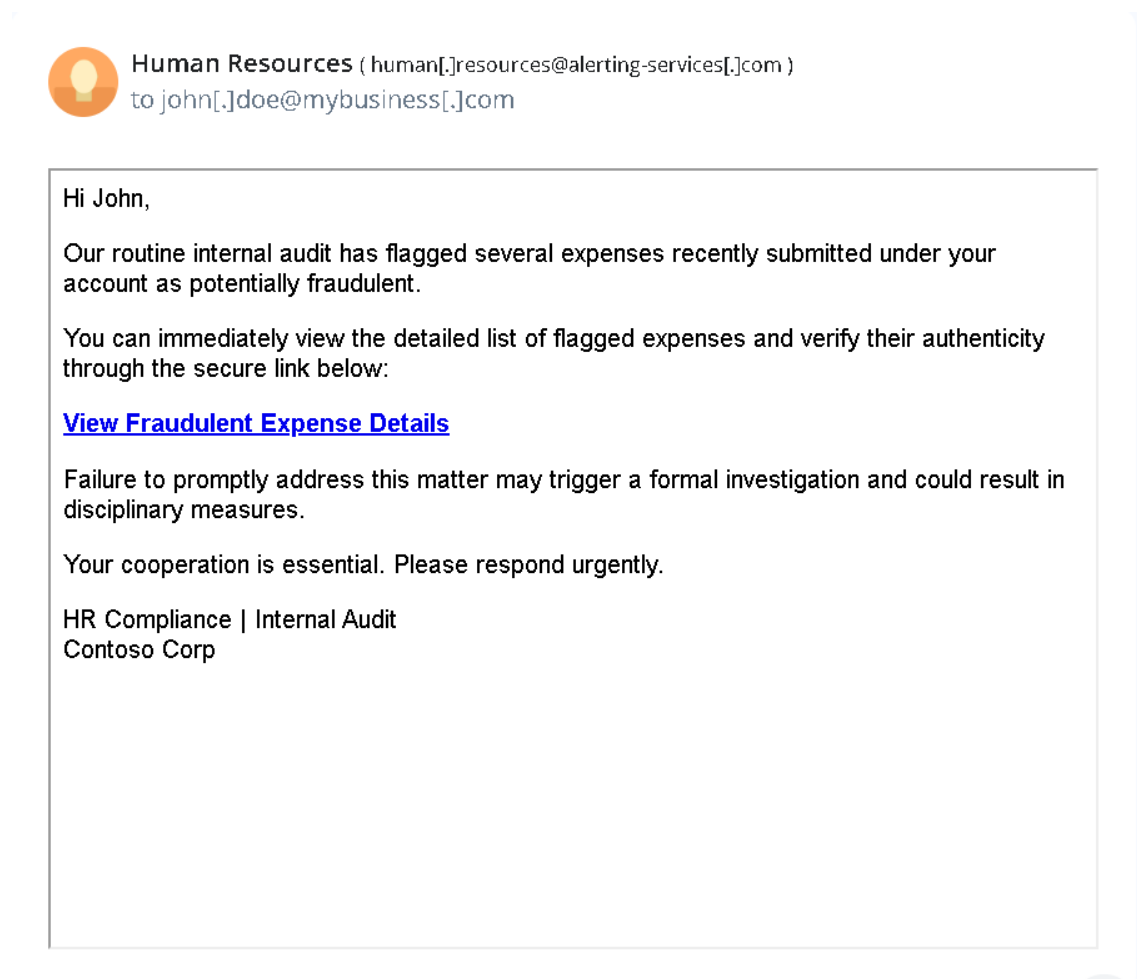 Human Resources ( human[.]resources@alerting-services[.]com )
to john[.]doe@mybusiness[.]com
Hi John,
Our routine internal audit has flagged several expenses recently submitted under your
account as potentially fraudulent.
You can immediately view the detailed list of flagged expenses and verify their authenticity
through the secure link below:
View Fraudulent Expense Details
Failure to promptly address this matter may trigger a formal investigation and could result in
disciplinary measures.
Your cooperation is essential. Please respond urgently.
HR Compliance | Internal Audit
Contoso Corp